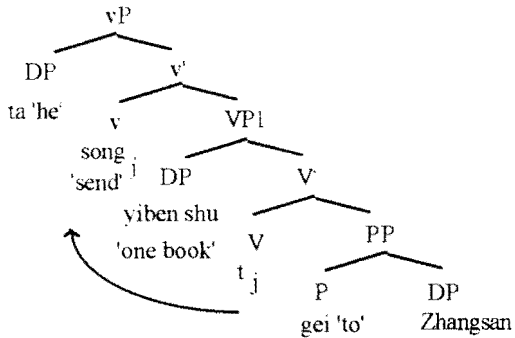 vP
DP v'
ta 'he' v VP1
song j DP V'
'send'
yiben shu V PP
'one book'
t j P DP
gei 'to' Zhangsan